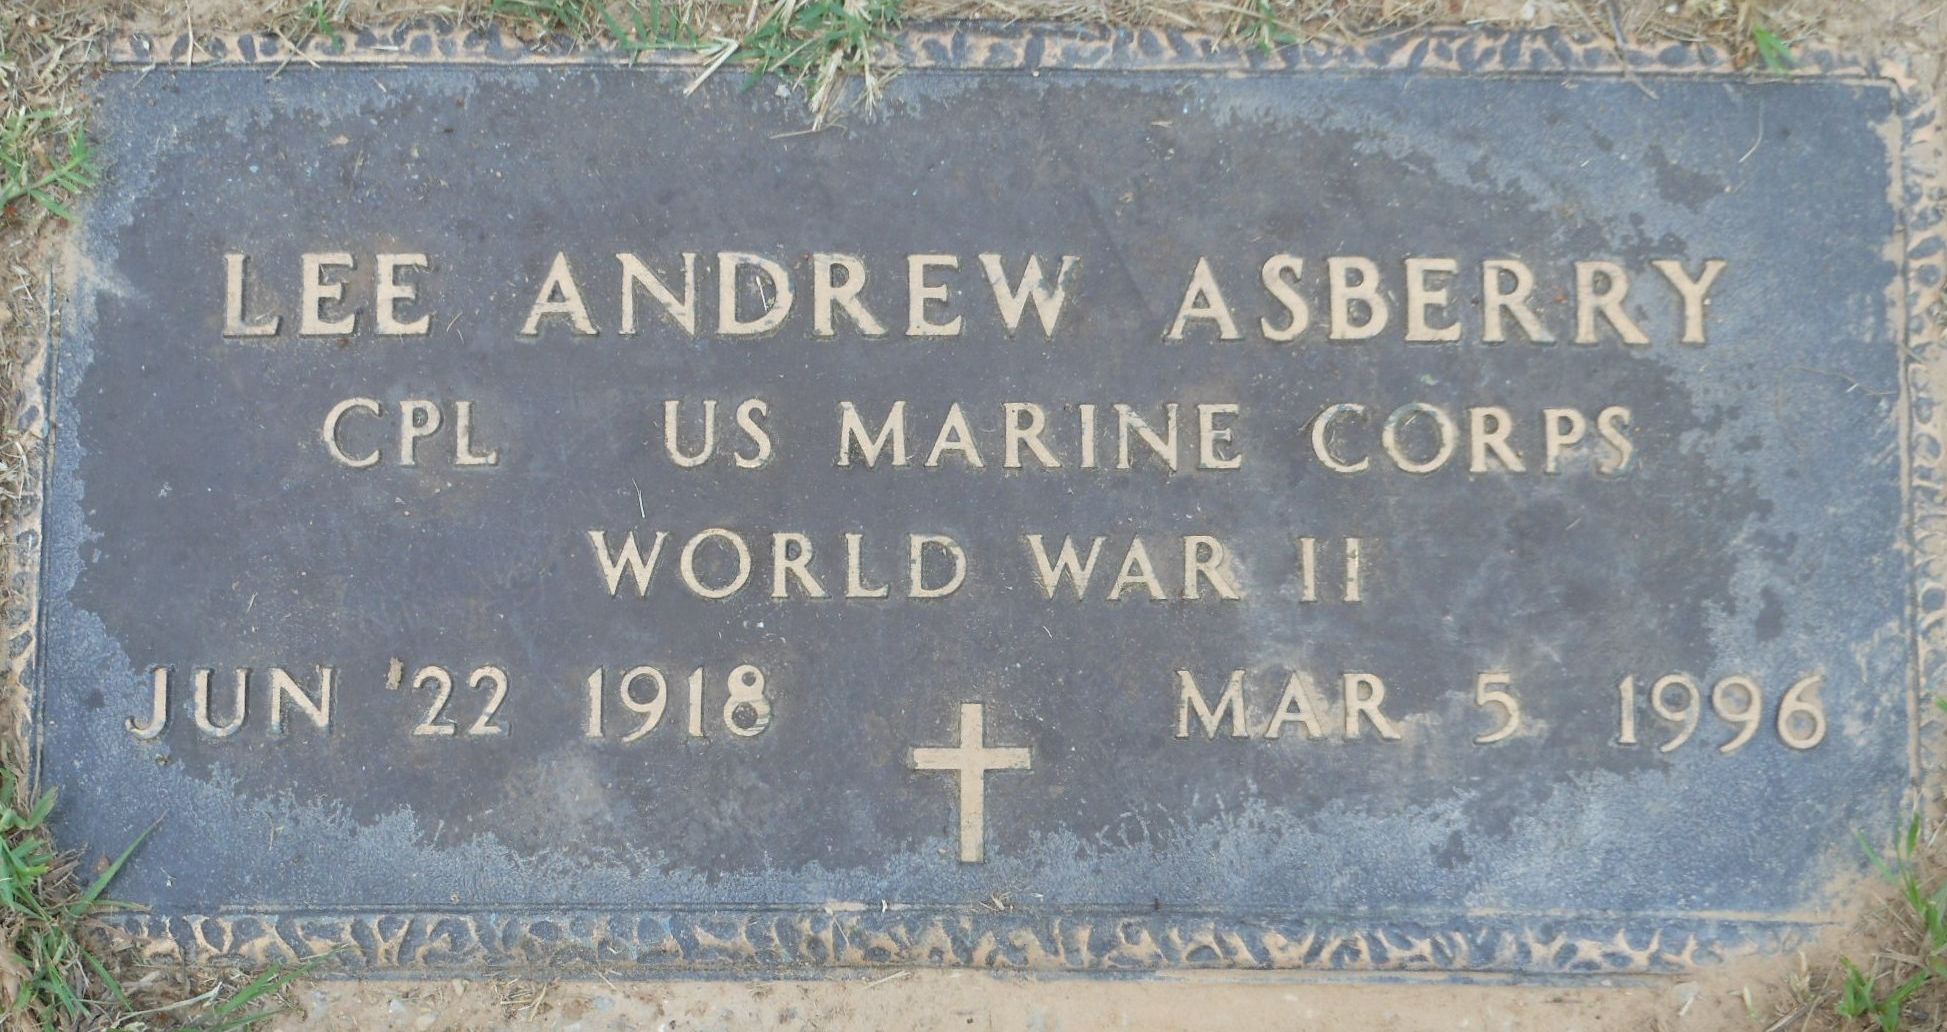 LEE ANDREW ASBERRY
CPL US MARINE CORPS
WORLD WAR II
JUN 22 1918 MAR 5 1996